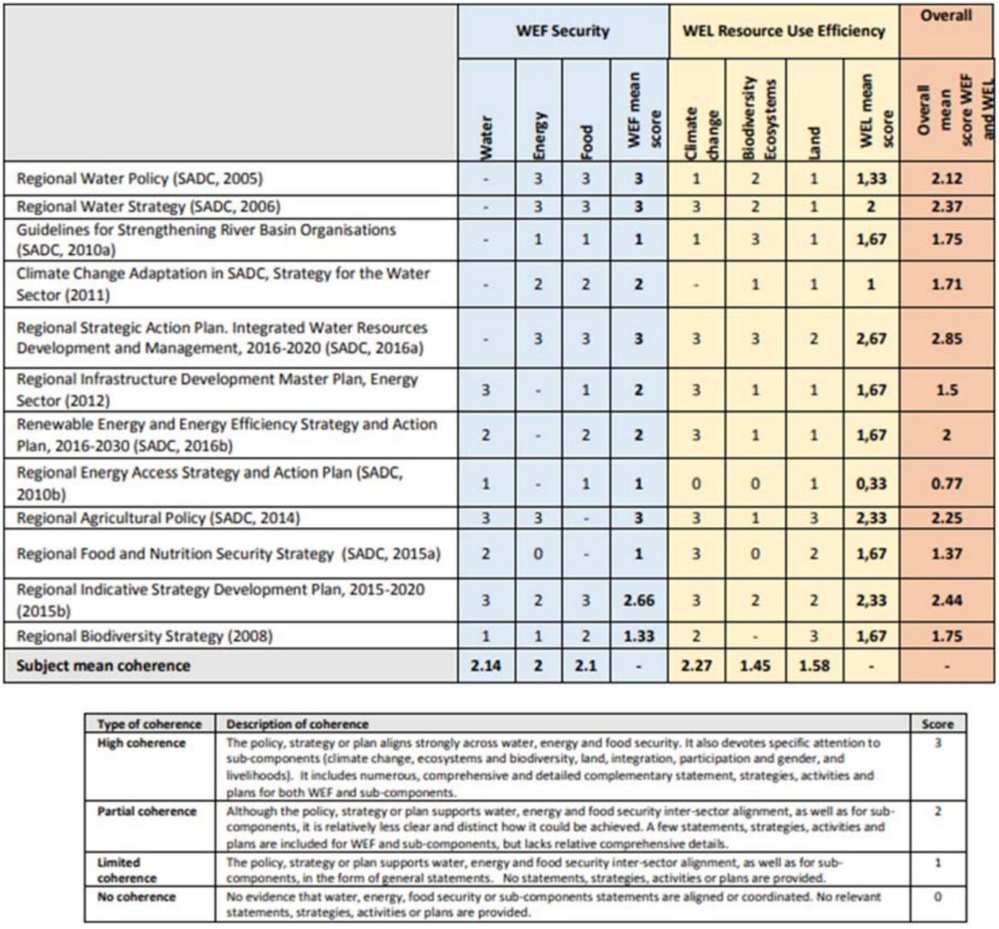 WEF Security WEL Resource Use Efficiency Overall
Water Energy Food WEF mean score Climate change Biodiversity Ecosystems Land WEL mean score Overall mean score WEF and WEL
Regional Water Policy (SADC, 2005) - 3 3 3 1 2 1 1,33 2.12
Regional Water Strategy (SADC, 2006) - 3 3 3 3 2 1 2 2.37
Guidelines for Strengthening River Basin Organisations
(SADC, 2010a) - 1 1 1 1 3 1 1,67 1.75
Climate Change Adaptation in SADC, Strategy for the Water
Sector (2011) - 2 2 2 - 1 1 1 1.71
Regional Strategic Action Plan. Integrated Water Resources
Development and Management, 2016-2020 (SADC, 2016a) - 3 3 3 3 3 2 2,67 2.85
Regional Infrastructure Development Master Plan, Energy
Sector (2012) 3 - 1 2 3 1 1 1,67 1.5
Renewable Energy and Energy Efficiency Strategy and Action
Plan, 2016-2030 (SADC, 2016b) 2 - 2 2 3 1 1 1,67 2
Regional Energy Access Strategy and Action Plan (SADC,
2010b) 1 - 1 1 0 0 1 0,33 0.77
Regional Agricultural Policy (SADC, 2014) 3 3 - 3 3 1 3 2,33 2.25
Regional Food and Nutrition Security Strategy (SADC, 2015a) 2 0 - 1 3 0 2 1,67 1.37
Regional Indicative Strategy Development Plan, 2015-2020
(2015b) 3 2 3 2.66 3 2 2 2,33 2.44
Regional Biodiversity Strategy (2008) 1 1 2 1.33 2 - 3 1,67 1.75
Subject mean coherence 2.14 2 2.1 - 2.27 1.45 1.58 - -
Type of coherence Description of coherence Score
High coherence The policy, strategy or plan aligns strongly across water, energy and food security. It also devotes specific attention to 3
sub-components (climate change, ecosystems and biodiversity, land, integration, participation and gender, and
livelihoods). It includes numerous, comprehensive and detailed complementary statement, strategies, activities and
plans for both WEF and sub-components.
Partial coherence Although the policy, strategy or plan supports water, energy and food security inter-sector alignment, as well as for sub- 2
components, it is relatively less clear and distinct how it could be achieved. A few statements, strategies, activities and
plans are included for WEF and sub-components, but lacks relative comprehensive details.
Limited The policy, strategy or plan supports water, energy and food security inter-sector alignment, as well as for sub- 1
coherence components, in the form of general statements. No statements, strategies, activities or plans are provided.
No coherence No evidence that water, energy, food security or sub-components statements are aligned or coordinated. No relevant 0
statements, strategies, activities or plans are provided.